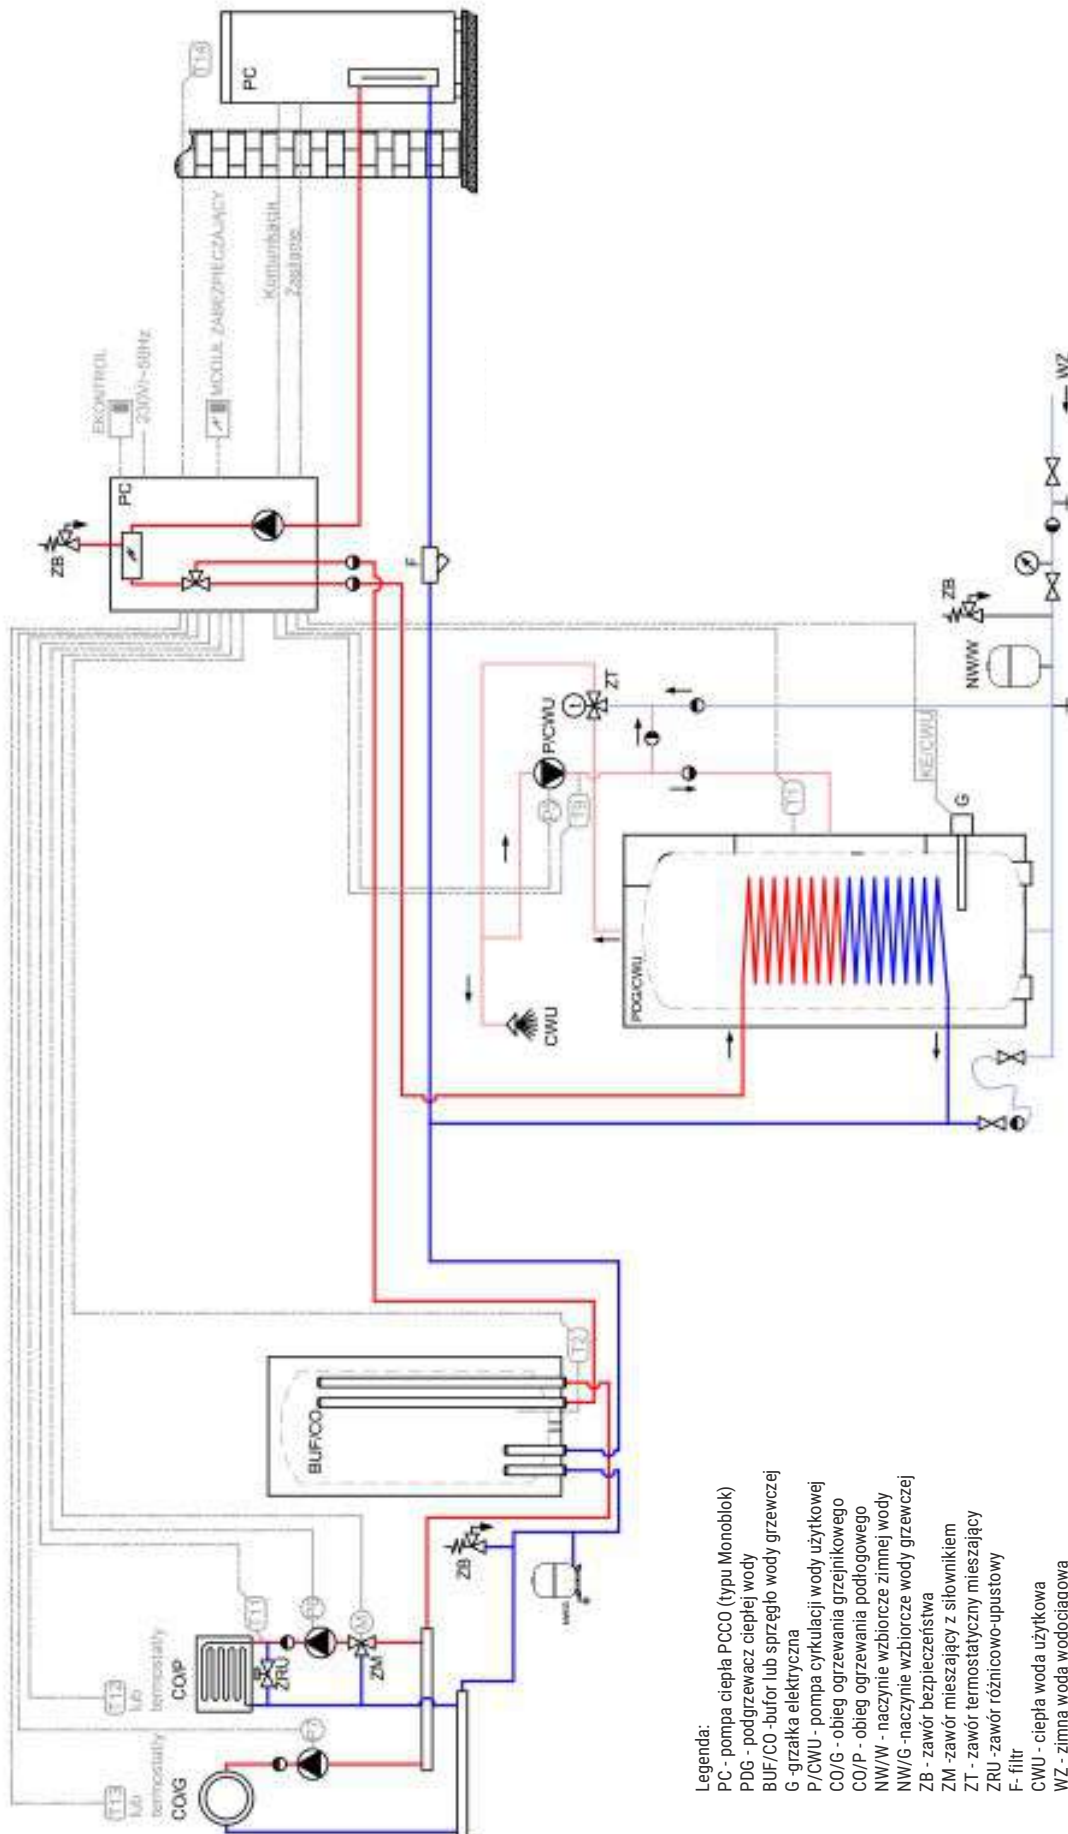 T13
lub
termostaty
CO/G
T12
lub
termostaty
CO/P
P7
T11
ZRU
M
ZM
ZB
BUF/CO
T2
ZB
PC
EKONTROL
230V/~50Hz
MODUŁ ZABEZPIECZAJĄCY
Komunikacja
Zasilanie
T14
PC
F
CWU
P/CWU
ZT
T1
PDG/CWU
KE/CWU
G
NW/W
ZB
WZ
Legenda:
PC - pompa ciepła PCCO (typu Monoblok)
PDG - podgrzewacz ciepłej wody
BUF/CO -bufor lub sprzęgło wody grzewczej
G -grzałka elektryczna
P/CWU - pompa cyrkulacji wody użytkowej
CO/G - obieg ogrzewania grzejnikowego
CO/P - obieg ogrzewania podłogowego
NW/W - naczynie wzbiorcze zimnej wody
NW/G -naczynie wzbiorcze wody grzewczej
ZB - zawór bezpieczeństwa
ZM -zawór mieszający z siłownikiem
ZT - zawór termostatyczny mieszający
ZRU -zawór różnicowo-upustowy
F- filtr
CWU - ciepła woda użytkowa
WZ - zimna woda wodociągowa